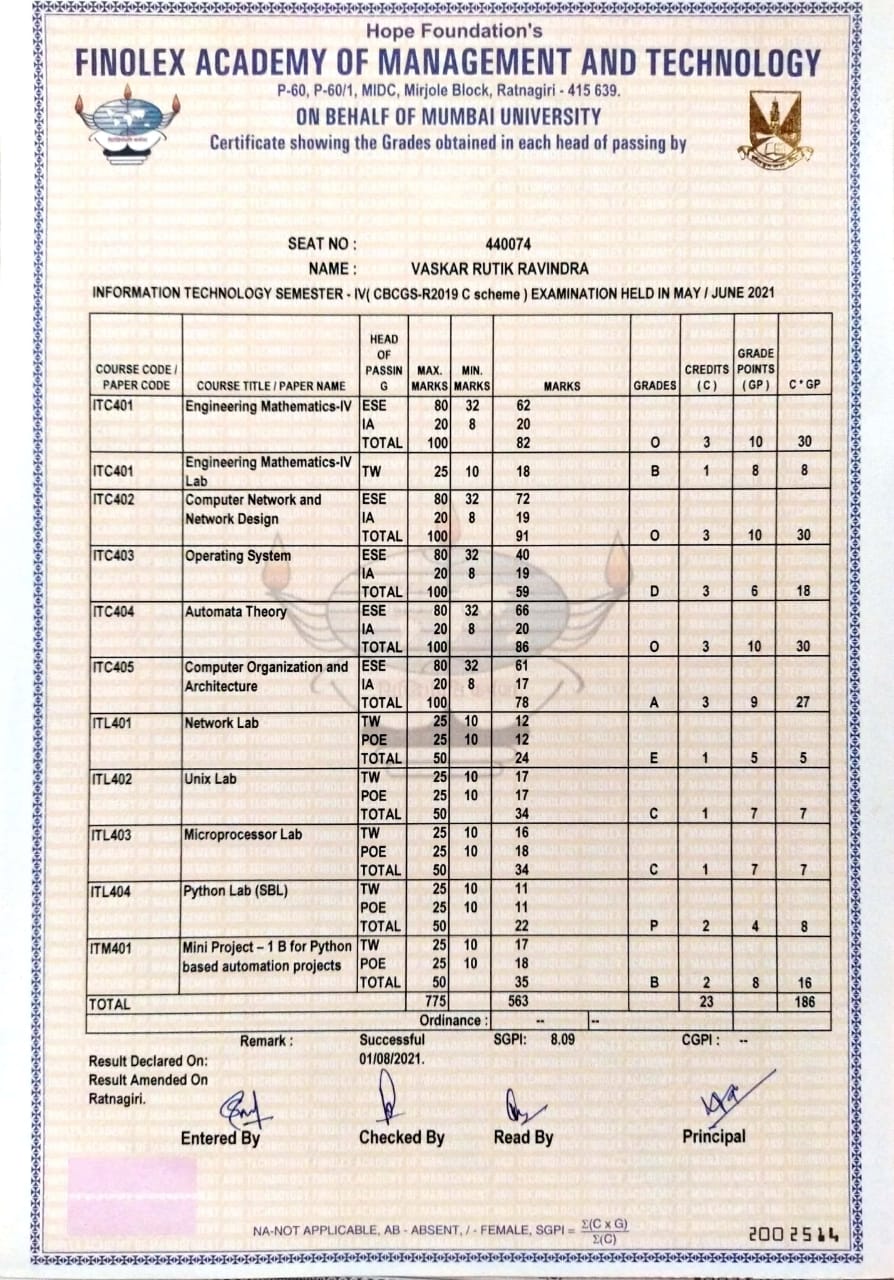 Hope Foundation's
FINOLEX ACADEMY OF MANAGEMENT AND TECHNOLOGY
P-60, P-60/1, MIDC, Mirjole Block, Ratnagiri - 415 639.
ON BEHALF OF MUMBAI UNIVERSITY
Certificate showing the Grades obtained in each head of passing by
SEAT NO : 440074
NAME : VASKAR RUTIK RAVINDRA
INFORMATION TECHNOLOGY SEMESTER - IV( CBCGS-R2019 C scheme ) EXAMINATION HELD IN MAY / JUNE 2021
COURSE CODE / PAPER CODE COURSE TITLE / PAPER NAME HEAD OF PASSIN G MAX. MARKS MIN. MARKS MARKS GRADES CREDITS ( C ) GRADE POINTS ( GP ) C * GP
ITC401 Engineering Mathematics-IV ESE 80 32 62
IA 20 8 20
TOTAL 100 82 O 3 10 30
ITC401 Engineering Mathematics-IV Lab TW 25 10 18 B 1 8 8
ITC402 Computer Network and ESE 80 32 72
Network Design IA 20 8 19
TOTAL 100 91 O 3 10 30
ITC403 Operating System ESE 80 32 40
IA 20 8 19
TOTAL 100 59 D 3 6 18
ITC404 Automata Theory ESE 80 32 66
IA 20 8 20
TOTAL 100 86 O 3 10 30
ITC405 Computer Organization and ESE 80 32 61
Architecture IA 20 8 17
TOTAL 100 78 A 3 9 27
ITL401 Network Lab TW 25 10 12
POE 25 10 12
TOTAL 50 24 E 1 5 5
ITL402 Unix Lab TW 25 10 17
POE 25 10 17
TOTAL 50 34 C 1 7 7
ITL403 Microprocessor Lab TW 25 10 16
POE 25 10 18
TOTAL 50 34 C 1 7 7
ITL404 Python Lab (SBL) TW 25 10 11
POE 25 10 11
TOTAL 50 22 P 2 4 8
ITM401 Mini Project – 1 B for Python TW 25 10 17
based automation projects POE 25 10 18
TOTAL 50 35 B 2 8 16
TOTAL 775 563 23 186
Ordinance : -- --
Remark : Successful SGPI: 8.09 CGPI : --
Result Declared On: 01/08/2021.
Result Amended On
Ratnagiri.
Entered By Checked By Read By Principal
NA-NOT APPLICABLE, AB - ABSENT, / - FEMALE, SGPI = Σ(C x G) / Σ(C)
2002514